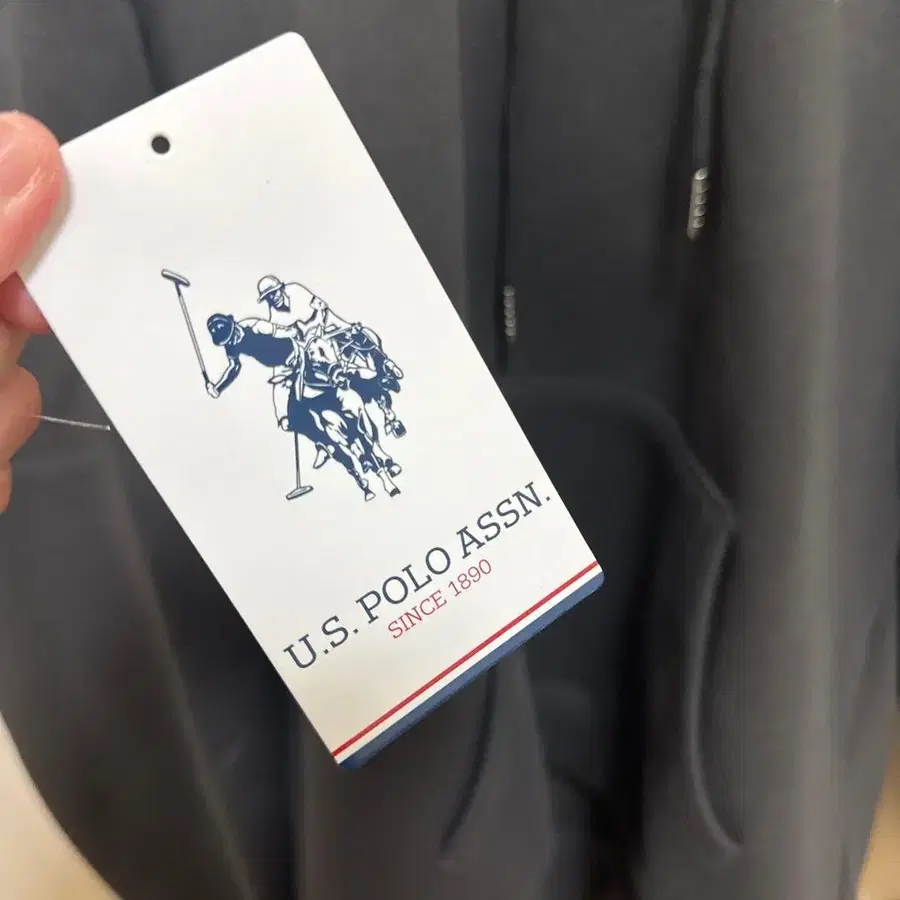 U.S. POLO ASSN.
SINCE 1890